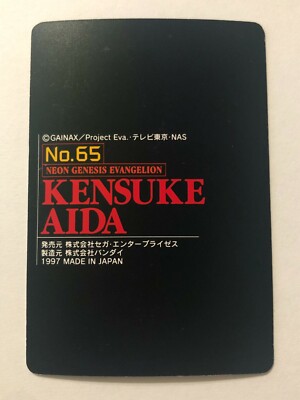 ©GAINAX／Project Eva.・テレビ東京・NAS
No.65
NEON GENESIS EVANGELION
KENSUKE
AIDA
発売元 株式会社セガ・エンタープライゼス
製造元 株式会社バンダイ
1997 MADE IN JAPAN